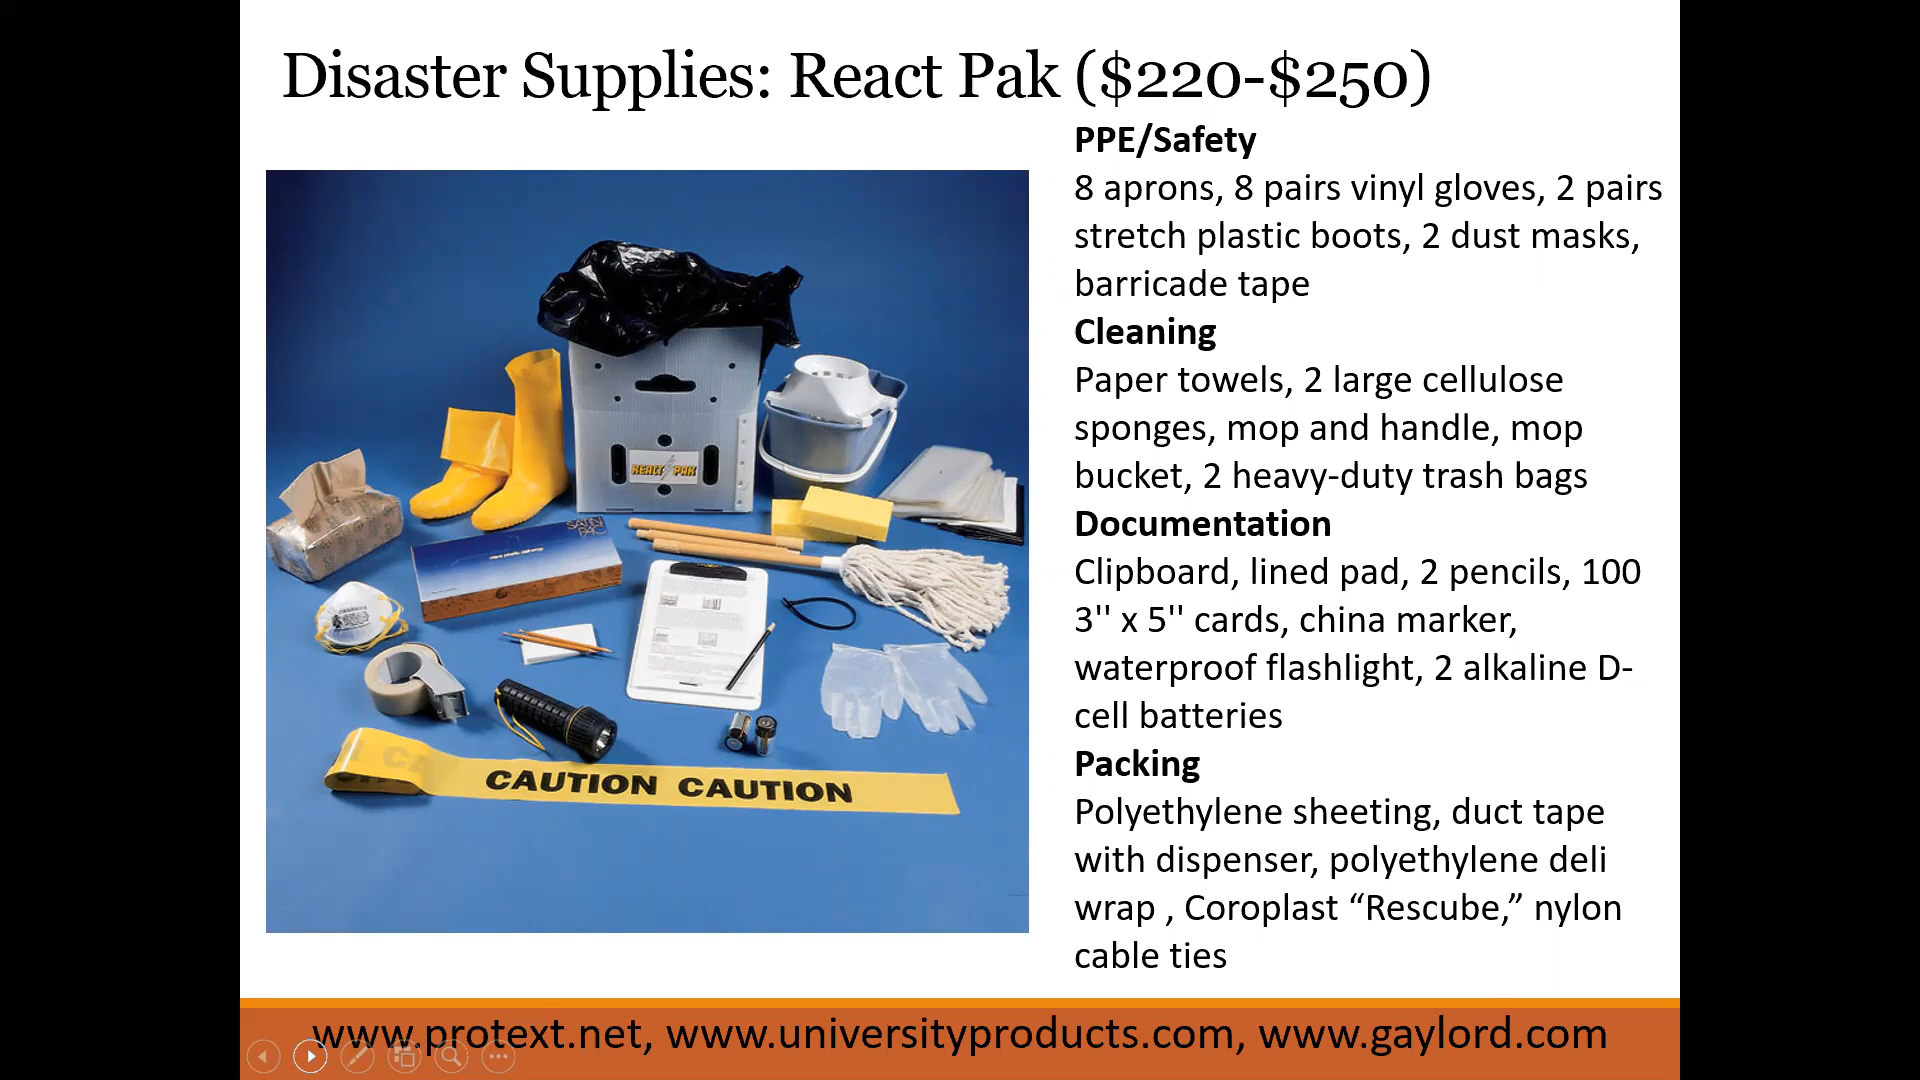 Disaster Supplies: React Pak ($220-$250)
PPE/Safety
8 aprons, 8 pairs vinyl gloves, 2 pairs
stretch plastic boots, 2 dust masks,
barricade tape
Cleaning
Paper towels, 2 large cellulose
sponges, mop and handle, mop
bucket, 2 heavy-duty trash bags
Documentation
Clipboard, lined pad, 2 pencils, 100
3'' x 5'' cards, china marker,
waterproof flashlight, 2 alkaline D-
cell batteries
Packing
Polyethylene sheeting, duct tape
with dispenser, polyethylene deli
wrap , Coroplast “Rescube,” nylon
cable ties
REACT PAK
SATIN PAC
CAUTION CAUTION
www.protext.net, www.universityproducts.com, www.gaylord.com